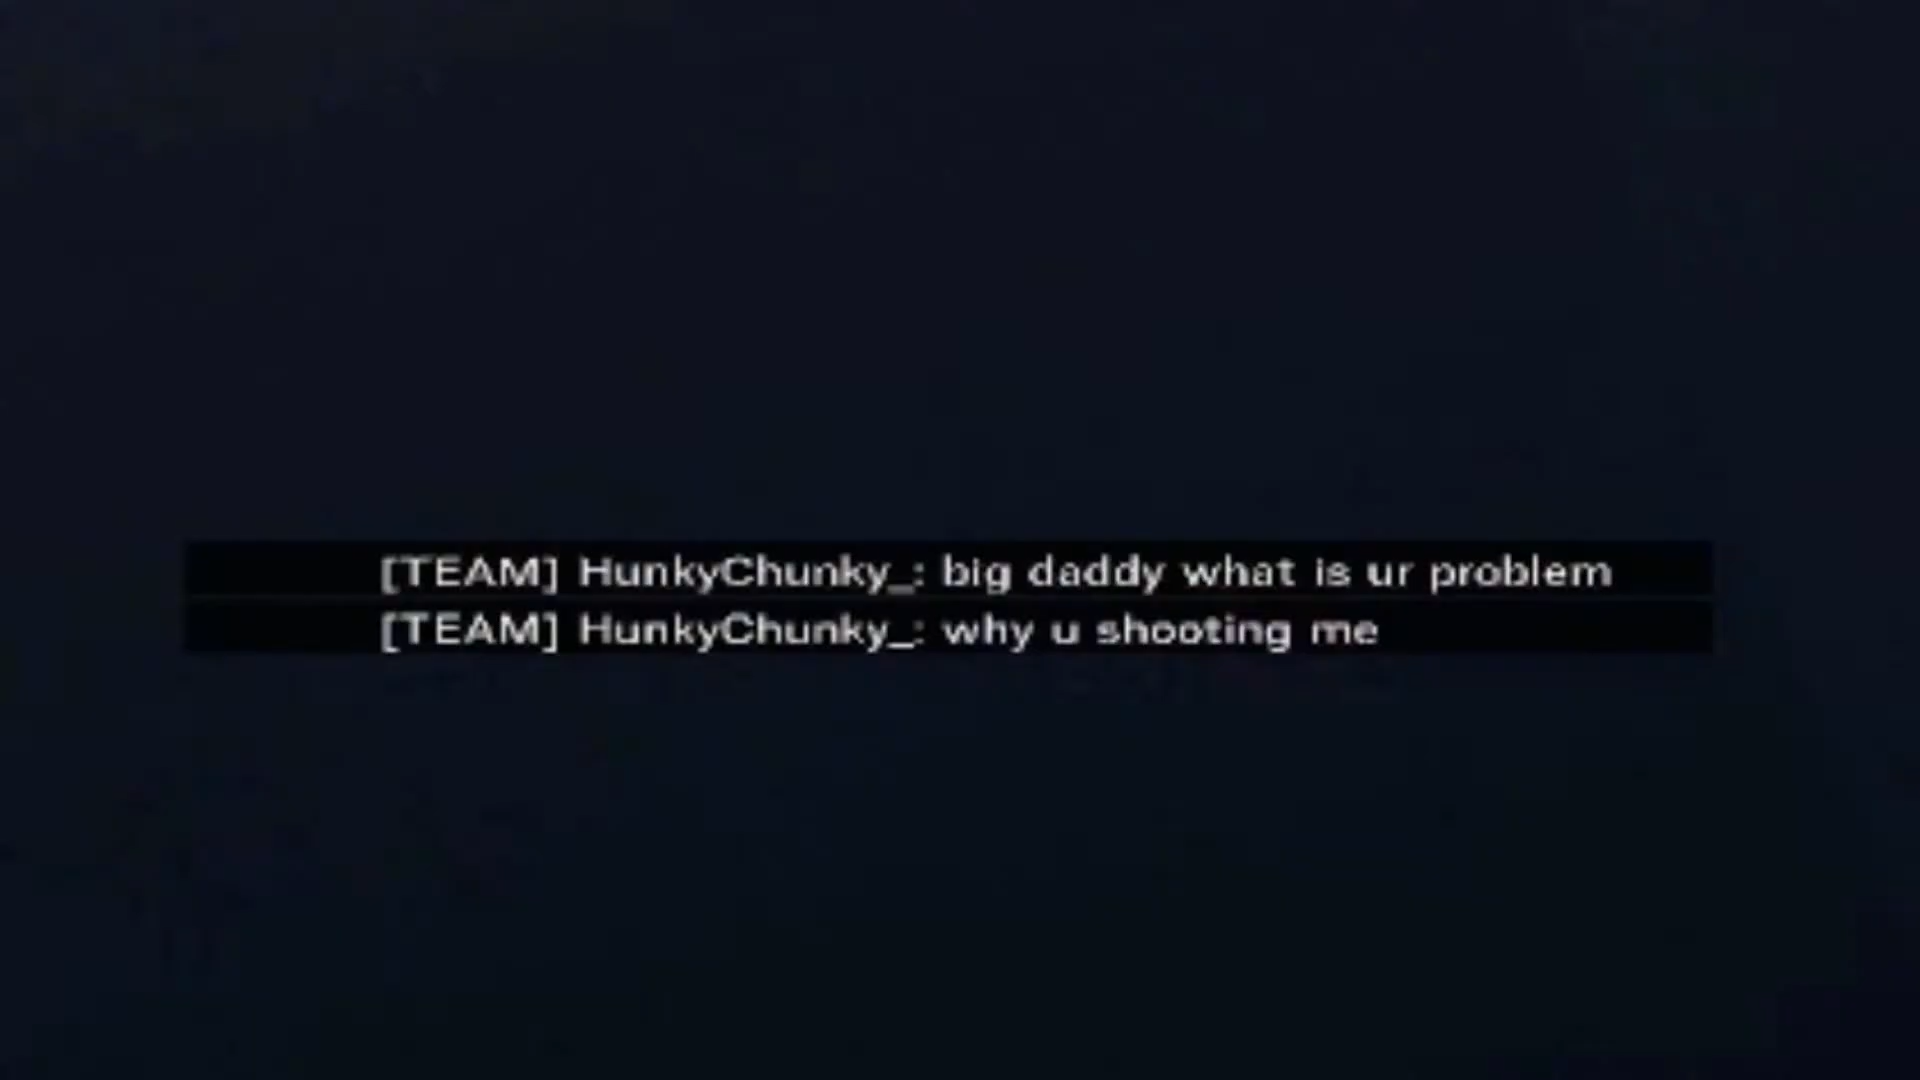 [TEAM] HunkyChunky_: big daddy what is ur problem
[TEAM] HunkyChunky_: why u shooting me